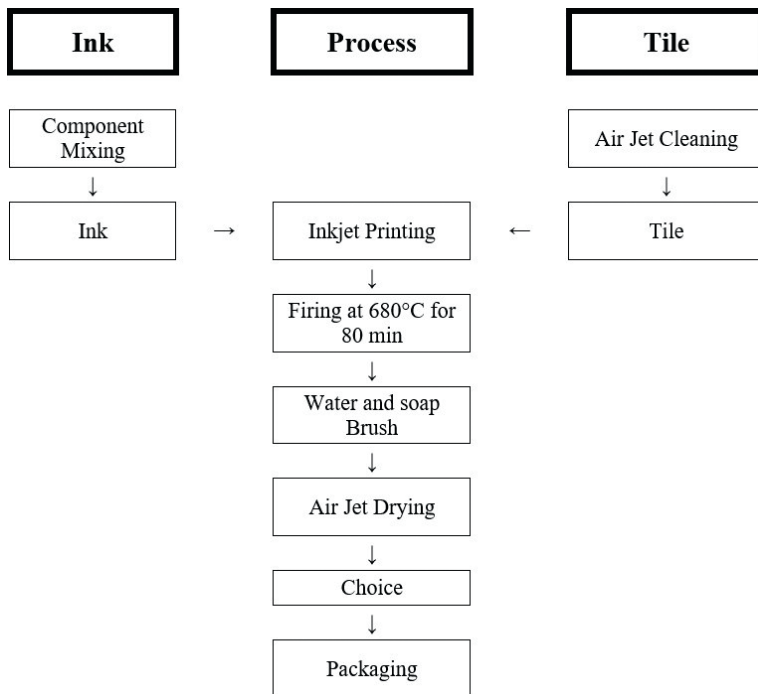 Ink
Process
Tile
Component
Mixing
Air Jet Cleaning
↓
↓
Ink
→
Inkjet Printing
←
Tile
↓
Firing at 680°C for
80 min
↓
Water and soap
Brush
↓
Air Jet Drying
↓
Choice
↓
Packaging